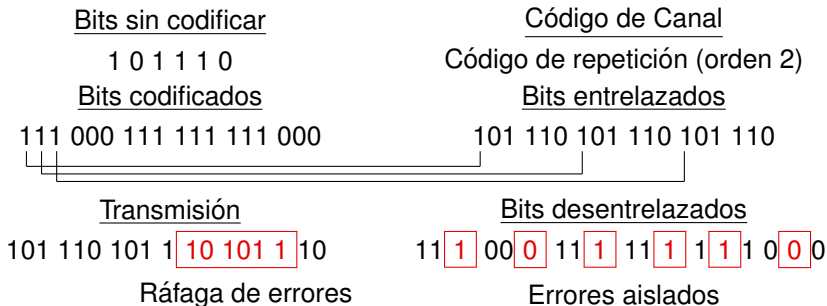 Bits sin codificar
1 0 1 1 1 0
Código de Canal
Código de repetición (orden 2)
Bits codificados
111 000 111 111 111 000
Bits entrelazados
101 110 101 110 101 110
Transmisión
101 110 101 1 10 101 1 10
Bits desentrelazados
11 1 00 0 11 1 11 1 1 1 1 0 0 0
Ráfaga de errores
Errores aislados